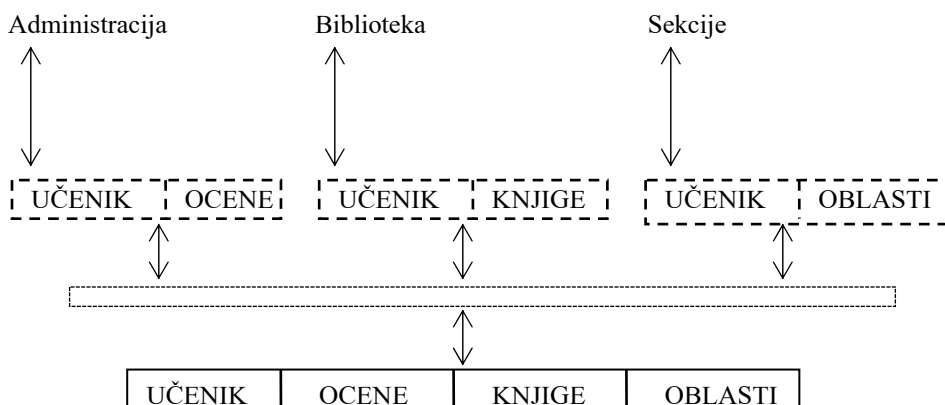 Administracija Biblioteka Sekcije
UČENIK OCENE UČENIK KNJIGE UČENIK OBLASTI
UČENIK OCENE KNJIGE OBLASTI